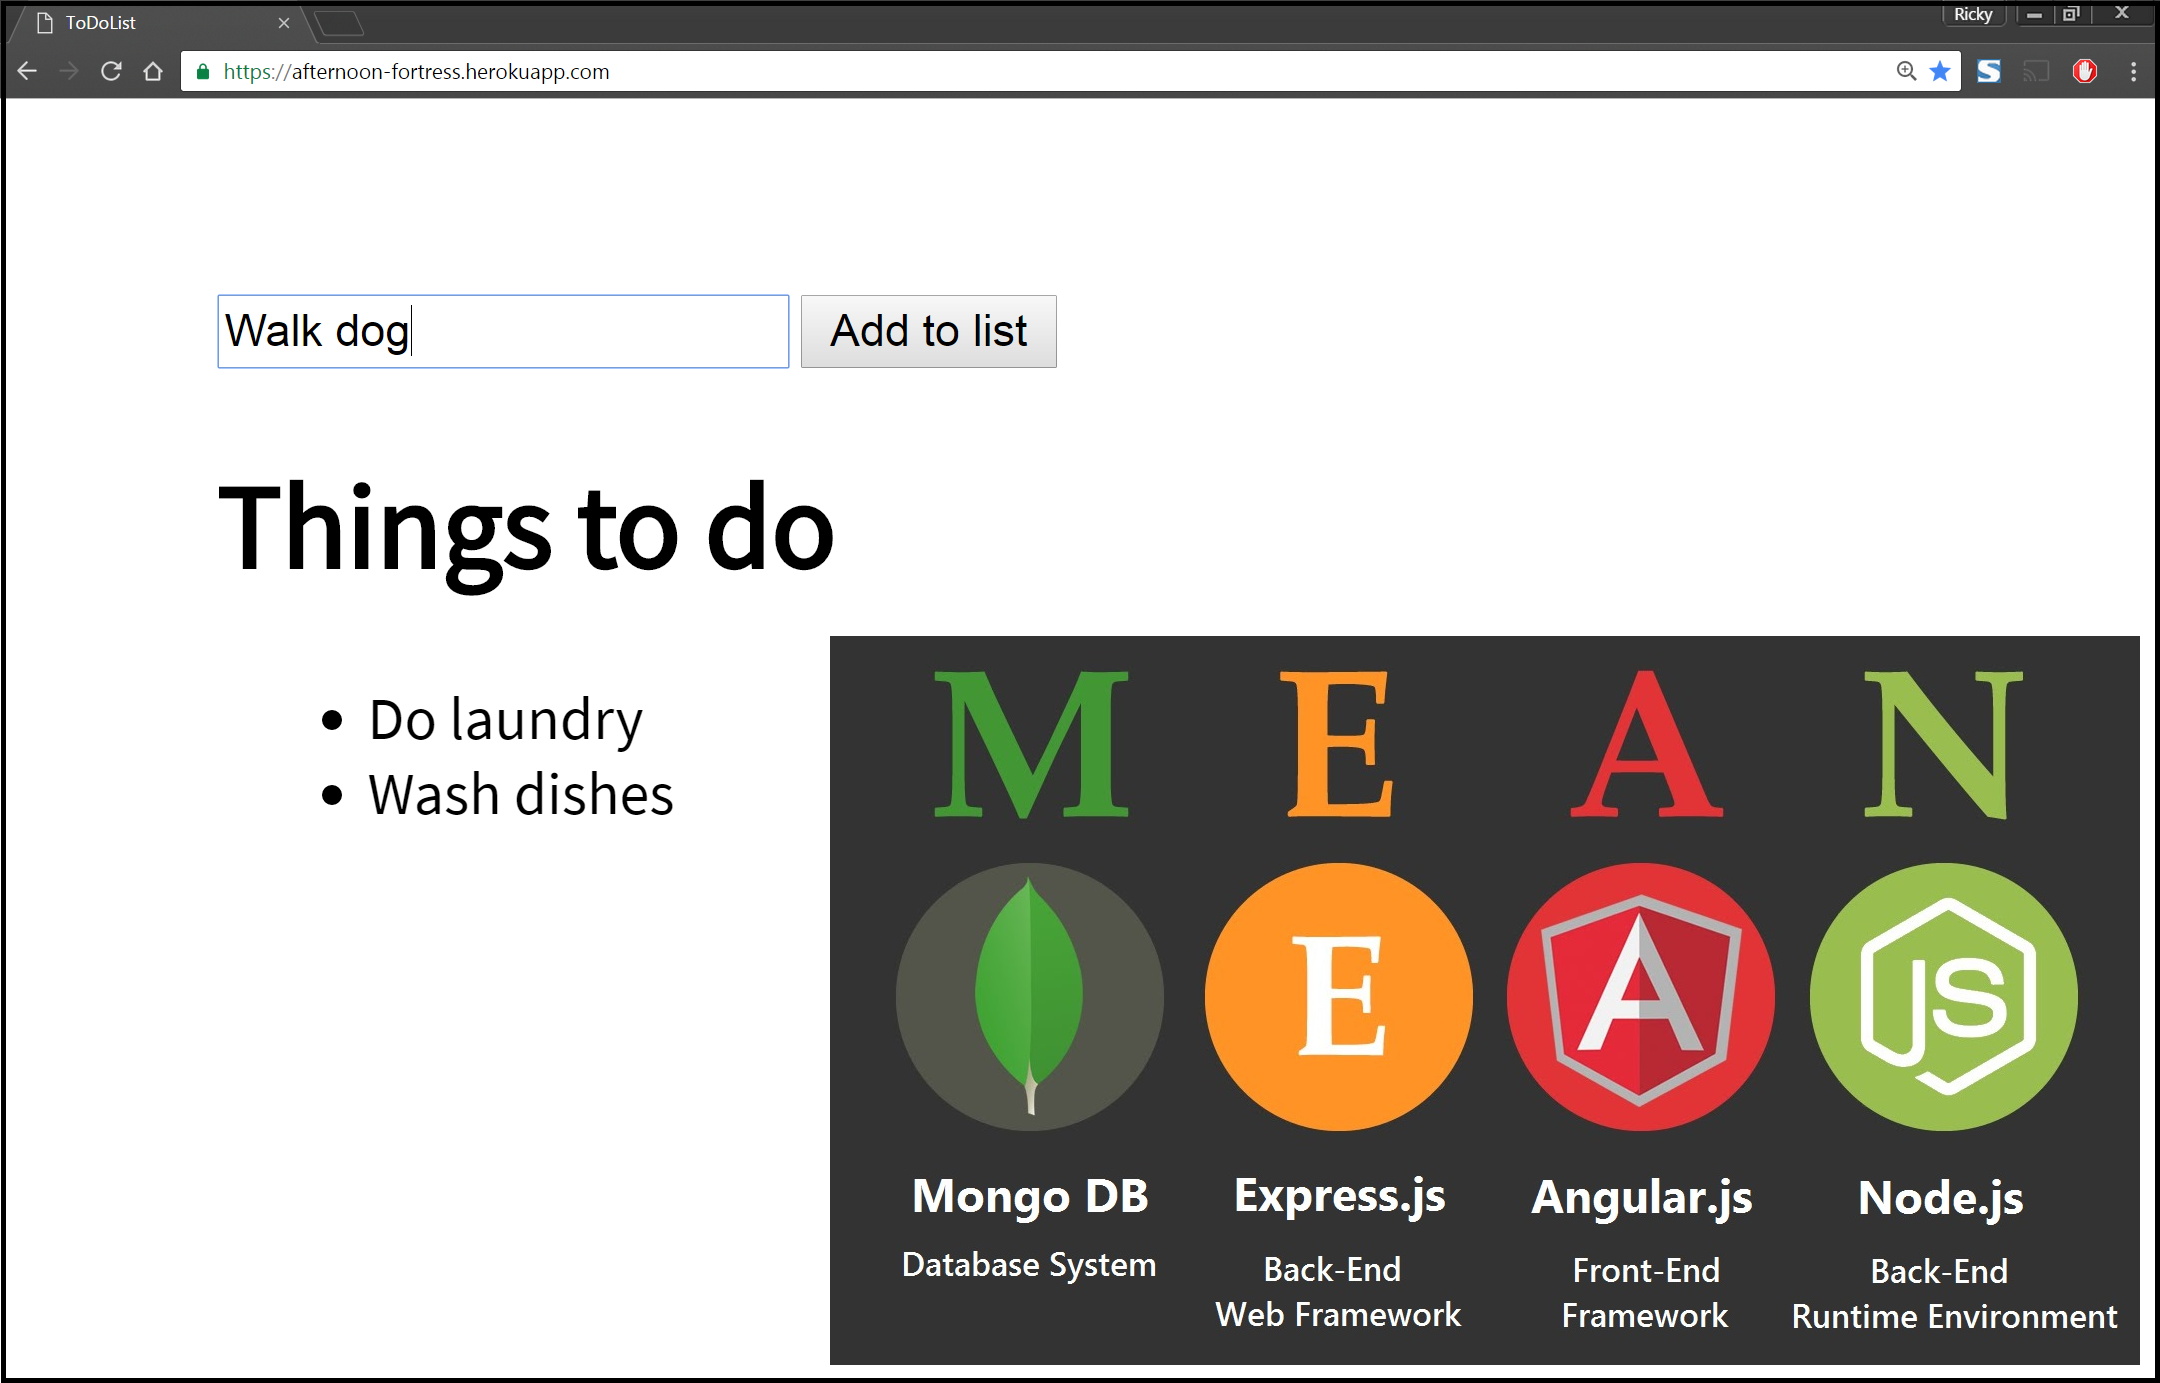 ToDoList
Ricky
https://afternoon-fortress.herokuapp.com
Walk dog
Add to list
Things to do
Do laundry
Wash dishes
M E A N
E
A
JS
Mongo DB
Database System
Express.js
Back-End
Web Framework
Angular.js
Front-End
Framework
Node.js
Back-End
Runtime Environment